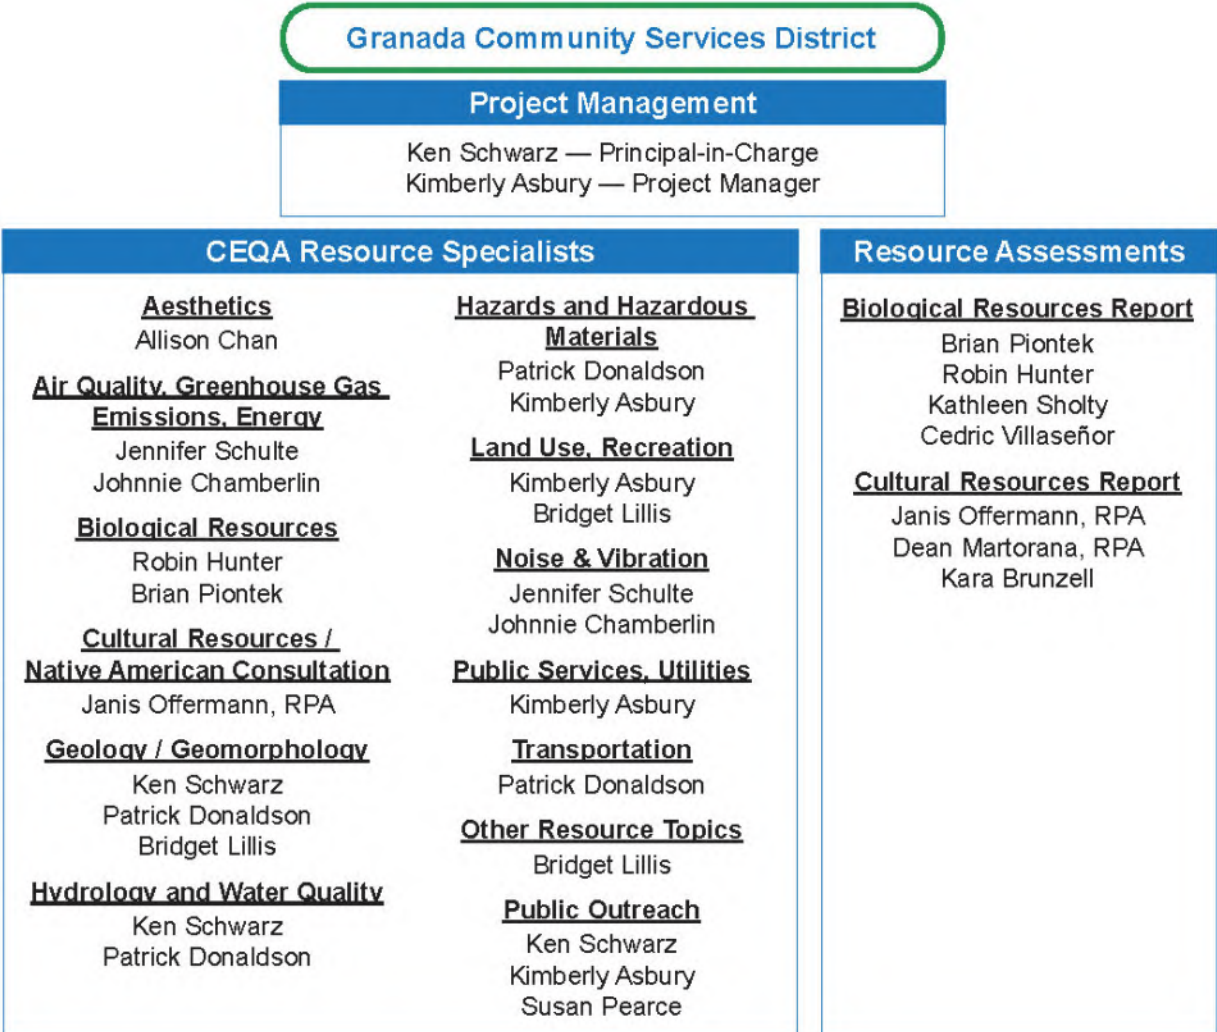 Granada Community Services District
Project Management
Ken Schwarz — Principal-in-Charge
Kimberly Asbury — Project Manager
CEQA Resource Specialists
Aesthetics
Allison Chan
Air Quality, Greenhouse Gas
Emissions, Energy
Jennifer Schulte
Johnnie Chamberlin
Biological Resources
Robin Hunter
Brian Piontek
Cultural Resources /
Native American Consultation
Janis Offermann, RPA
Geology / Geomorphology
Ken Schwarz
Patrick Donaldson
Bridget Lillis
Hydrology and Water Quality
Ken Schwarz
Patrick Donaldson
Hazards and Hazardous
Materials
Patrick Donaldson
Kimberly Asbury
Land Use, Recreation
Kimberly Asbury
Bridget Lillis
Noise & Vibration
Jennifer Schulte
Johnnie Chamberlin
Public Services, Utilities
Kimberly Asbury
Transportation
Patrick Donaldson
Other Resource Topics
Bridget Lillis
Public Outreach
Ken Schwarz
Kimberly Asbury
Susan Pearce
Resource Assessments
Biological Resources Report
Brian Piontek
Robin Hunter
Kathleen Sholty
Cedric Villaseñor
Cultural Resources Report
Janis Offermann, RPA
Dean Martorana, RPA
Kara Brunzell